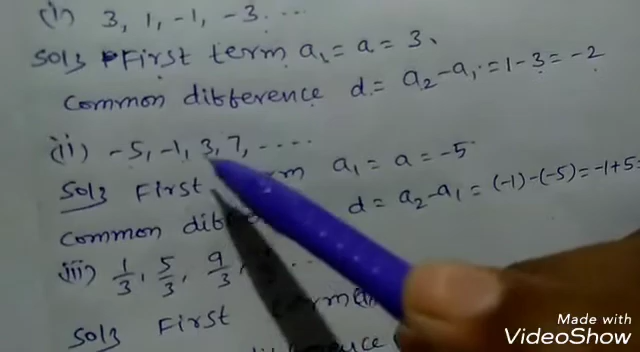 (i) 3, 1, -1, -3 ...
Sol: First term a₁ = a = 3.
Common difference d = a₂ - a₁ = 1 - 3 = -2
(ii) -5, -1, 3, 7, ....
Sol: First a₁ = a = -5
Common d = a₂ - a₁ = (-1) - (-5) = -1 + 5 =
(iii) 1/3, 5/3, 9/3,
Sol: First
Made with
VideoShow